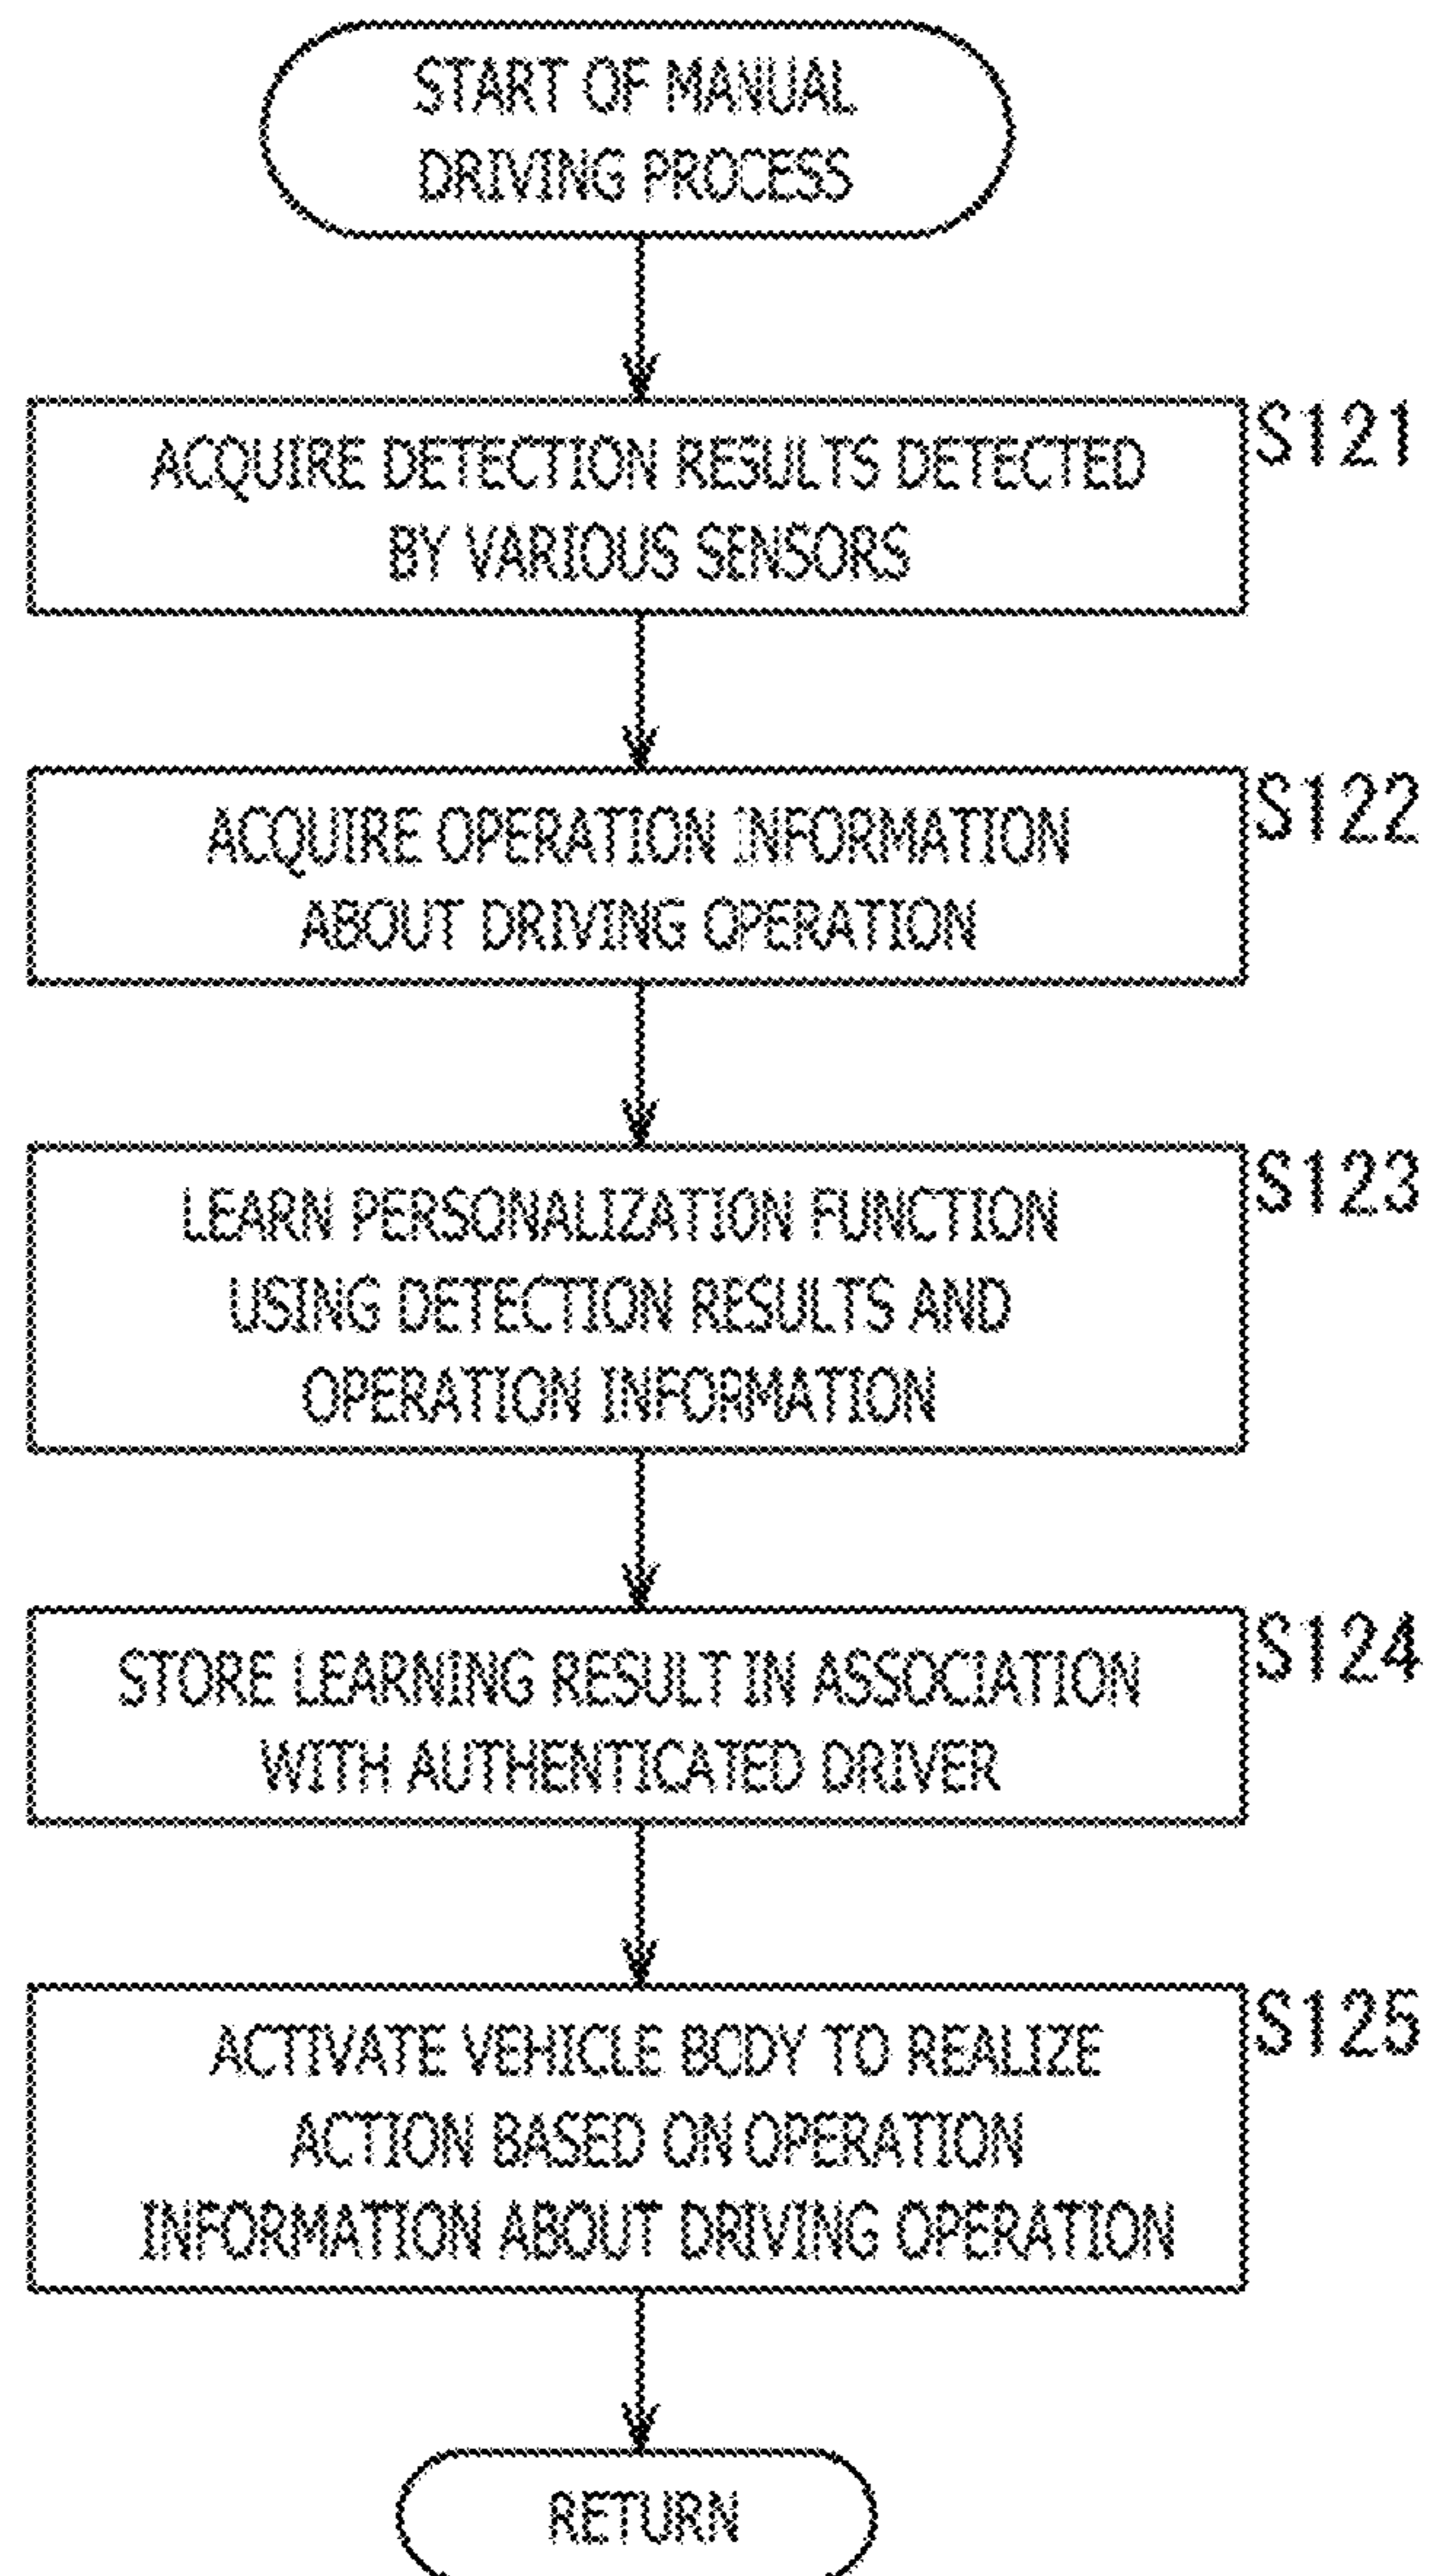 START OF MANUAL
DRIVING PROCESS
ACQUIRE DETECTION RESULTS DETECTED
BY VARIOUS SENSORS
S121
ACQUIRE OPERATION INFORMATION
ABOUT DRIVING OPERATION
S122
LEARN PERSONALIZATION FUNCTION
USING DETECTION RESULTS AND
OPERATION INFORMATION
S123
STORE LEARNING RESULT IN ASSOCIATION
WITH AUTHENTICATED DRIVER
S124
ACTIVATE VEHICLE BODY TO REALIZE
ACTION BASED ON OPERATION
INFORMATION ABOUT DRIVING OPERATION
S125
RETURN